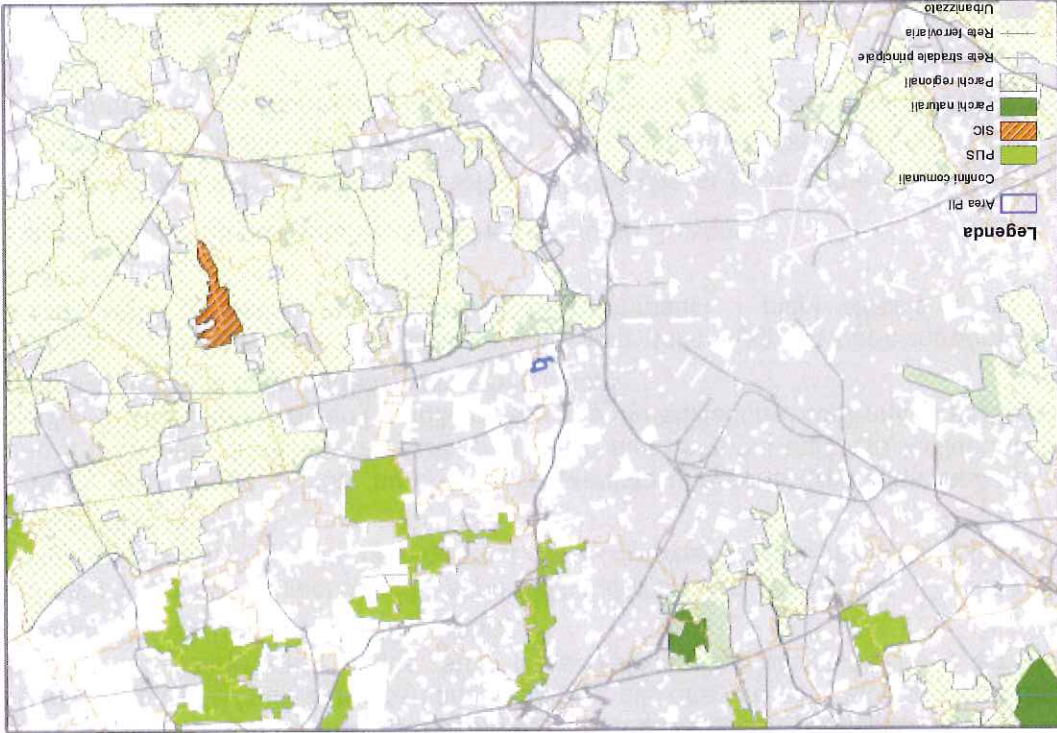 Legenda
Area PII
Confini comunali
PLIS
SIC
Parchi naturali
Parchi regionali
Rete stradale principale
Rete ferroviaria
Urbanizzato